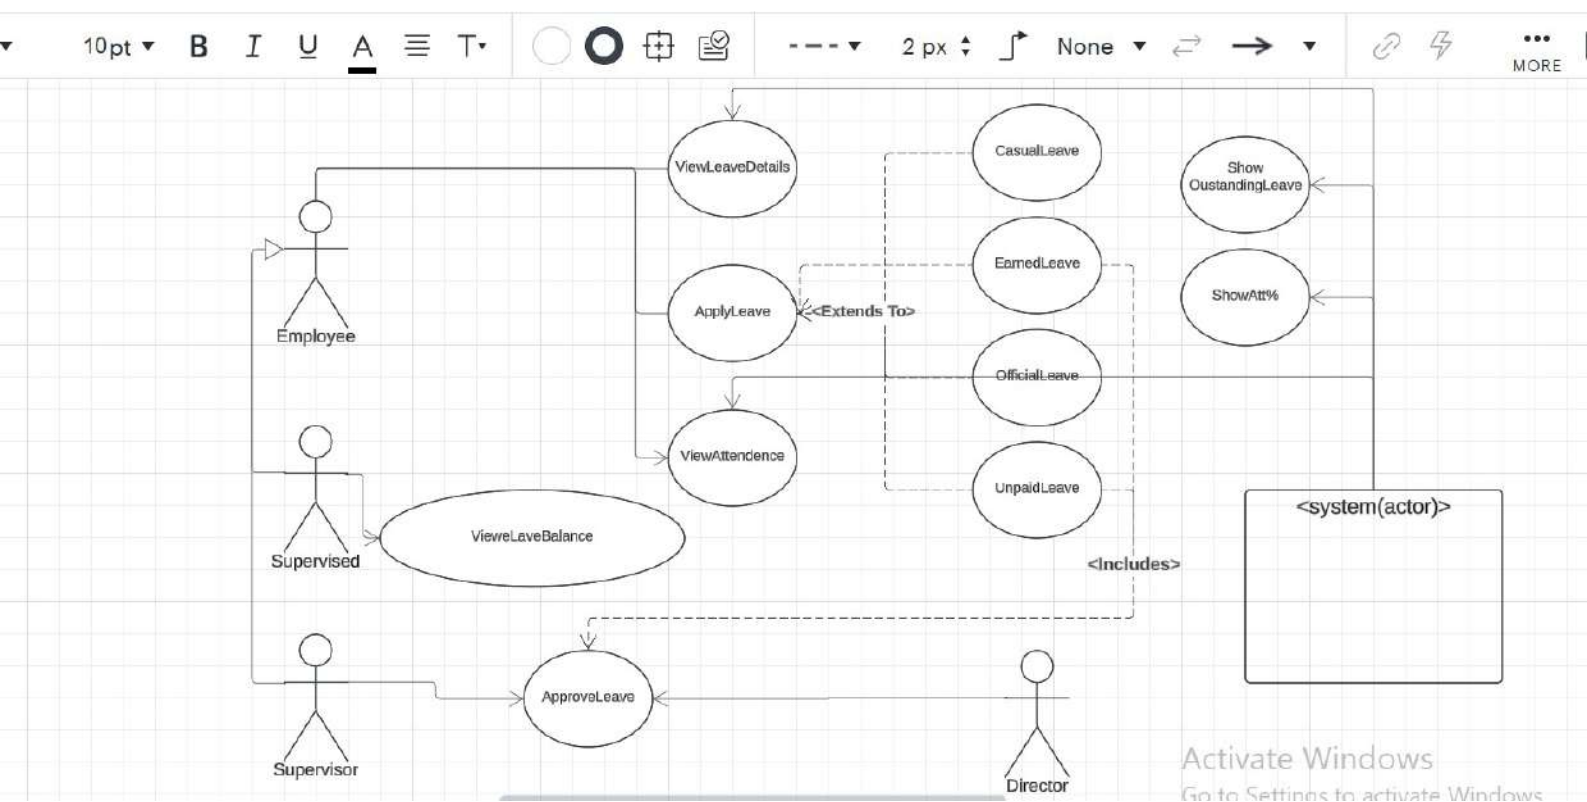 10pt B I U A T
2 px None
MORE
ViewLeaveDetails
CasualLeave
Show
OustandingLeave
EarnedLeave
ShowAtt%
ApplyLeave
<Extends To>
Employee
OfficialLeave
ViewAttendence
UnpaidLeave
<system(actor)>
VieweLaveBalance
Supervised
<Includes>
ApproveLeave
Supervisor
Director
Activate Windows
Go to Settings to activate Windows